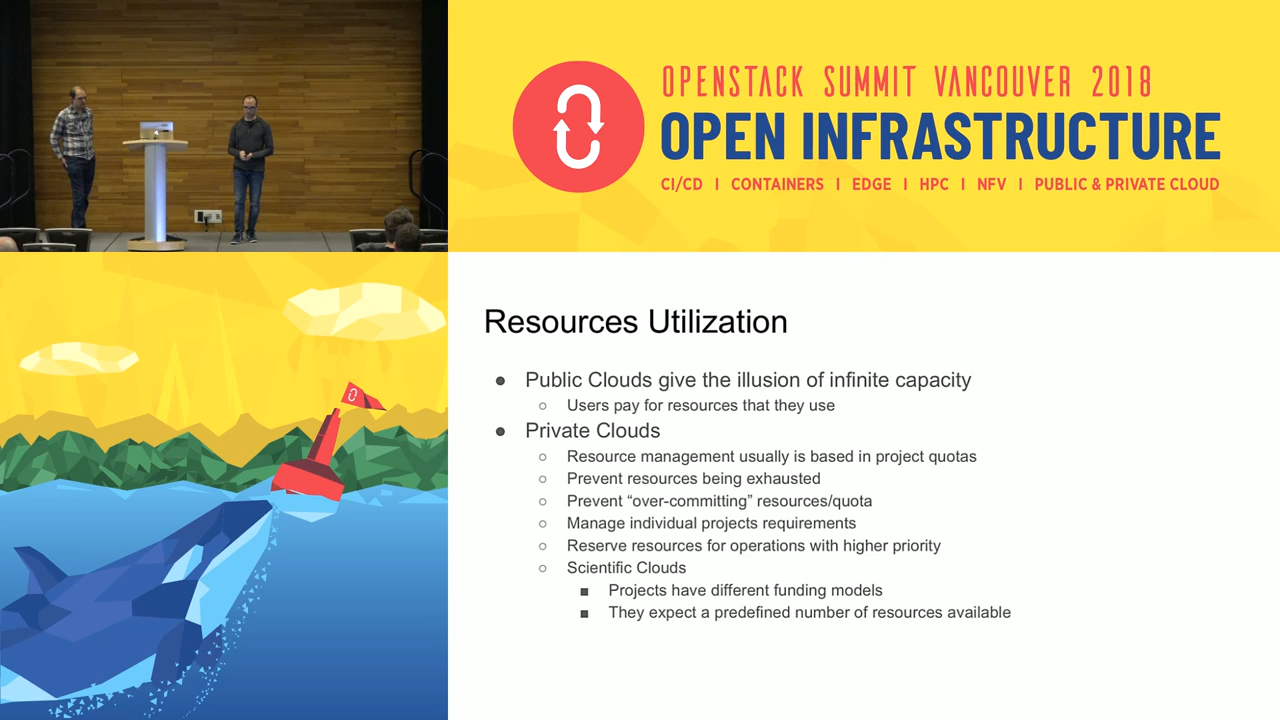 OPENSTACK SUMMIT VANCOUVER 2018
OPEN INFRASTRUCTURE
CI/CD | CONTAINERS | EDGE | HPC | NFV | PUBLIC & PRIVATE CLOUD
Resources Utilization
● Public Clouds give the illusion of infinite capacity
○ Users pay for resources that they use
● Private Clouds
○ Resource management usually is based in project quotas
○ Prevent resources being exhausted
○ Prevent “over-committing” resources/quota
○ Manage individual projects requirements
○ Reserve resources for operations with higher priority
○ Scientific Clouds
■ Projects have different funding models
■ They expect a predefined number of resources available